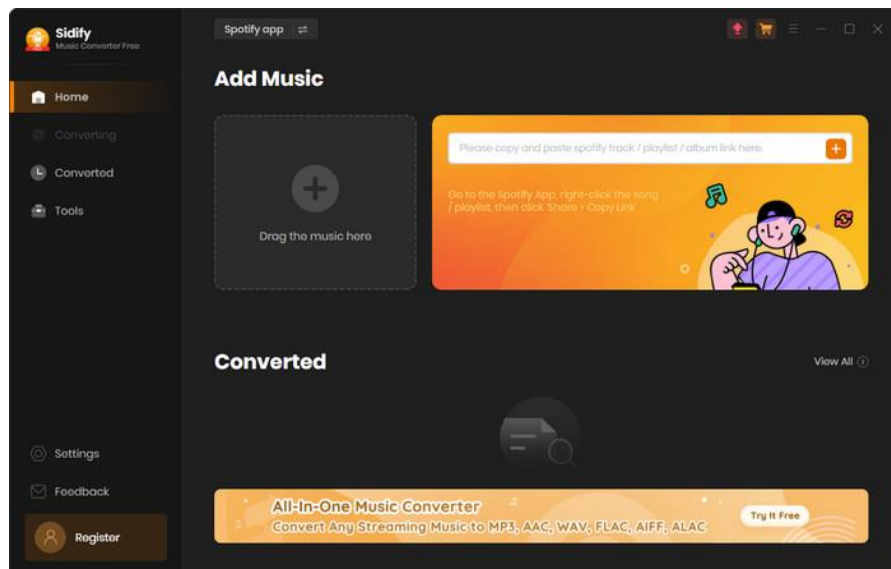 Sidify
Music Converter Free
Spotify app
Add Music
Home
Converting
Converted
Tools
Drag the music here
Please copy and paste spotify track / playlist / album link here.
Go to the Spotify App, right-click the song
/ playlist, then click 'Share > Copy Link'
Converted
View All
Settings
Feedback
Register
All-In-One Music Converter
Convert Any Streaming Music to MP3, AAC, WAV, FLAC, AIFF, ALAC
Try It Free